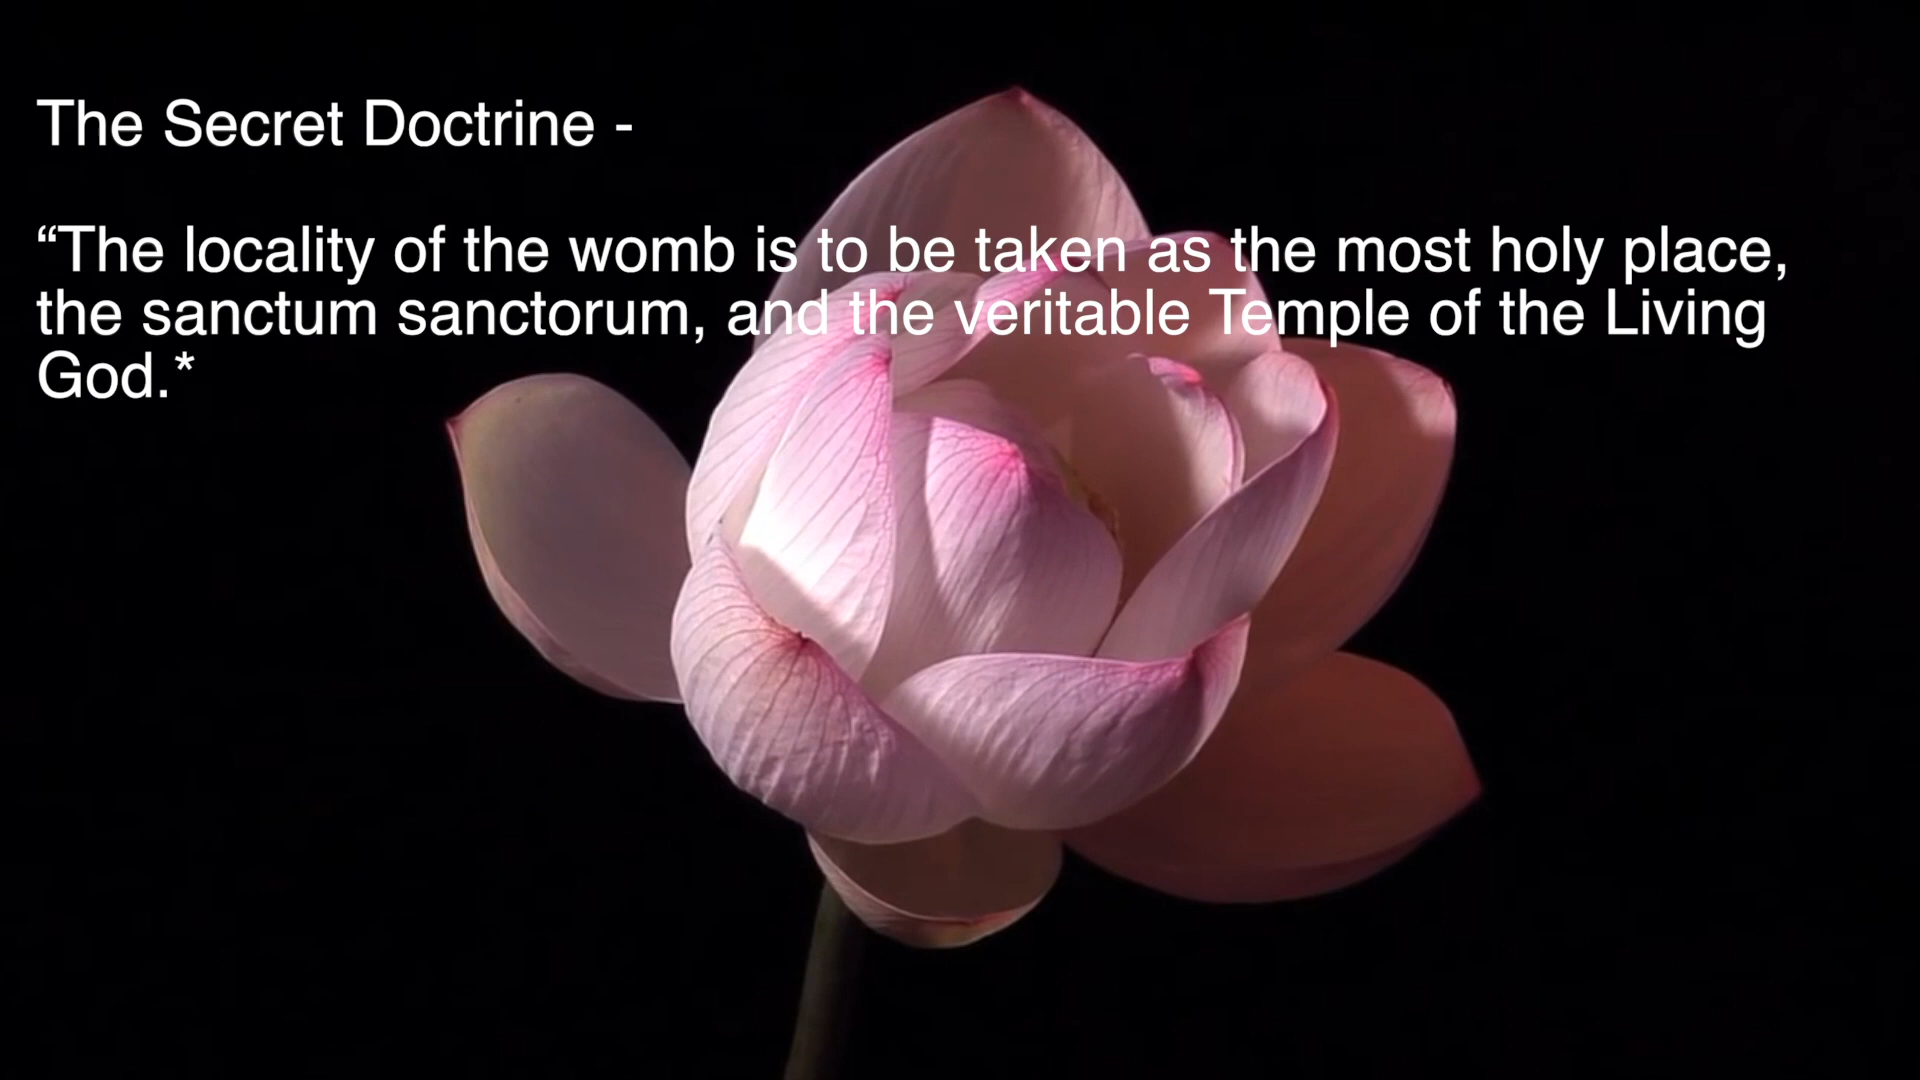 The Secret Doctrine -
“The locality of the womb is to be taken as the most holy place,
the sanctum sanctorum, and the veritable Temple of the Living
God.*